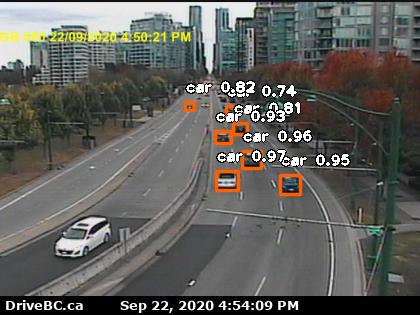 22/09/2020 4:50:21 PM
car 0.82
0.74
car 0.81
car 0.93
car 0.96
car 0.97
car 0.95
DriveBC.ca Sep 22, 2020 4:54:09 PM